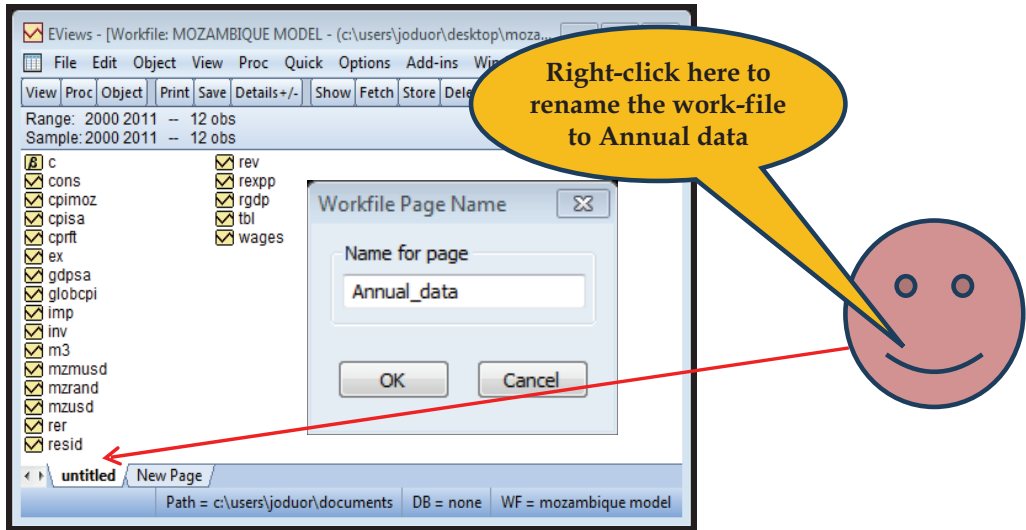 EViews - [Workfile: MOZAMBIQUE MODEL - (c:\users\joduor\desktop\moza...
File Edit Object View Proc Quick Options Add-ins
View Proc Object Print Save Details+/- Show Fetch Store
Range: 2000 2011 -- 12 obs
Sample: 2000 2011 -- 12 obs
c
cons
cpimoz
cpisa
cprft
ex
gdpsa
globcpi
imp
inv
m3
mzmusd
mzrand
mzusd
rer
resid
rev
rexpp
rgdp
tbl
wages
Workfile Page Name
Name for page
Annual_data
OK Cancel
untitled New Page
Path = c:\users\joduor\documents DB = none WF = mozambique model
Right-click here to
rename the work-file
to Annual data